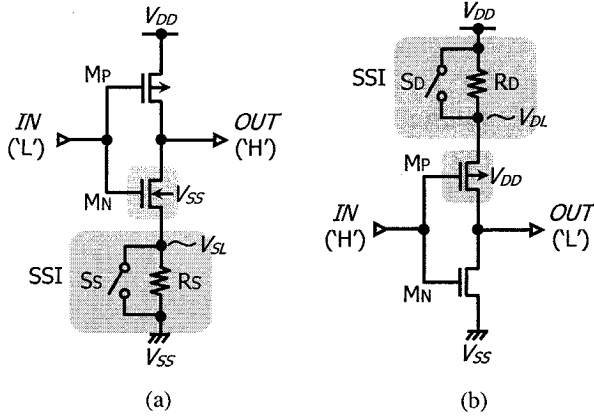 VDD
MP
IN
('L')
OUT
('H')
MN
VSS
VSL
SSI
SS
RS
VSS
(a)
VDD
SSI
SD
RD
VDL
MP
VDD
IN
('H')
OUT
('L')
MN
VSS
(b)